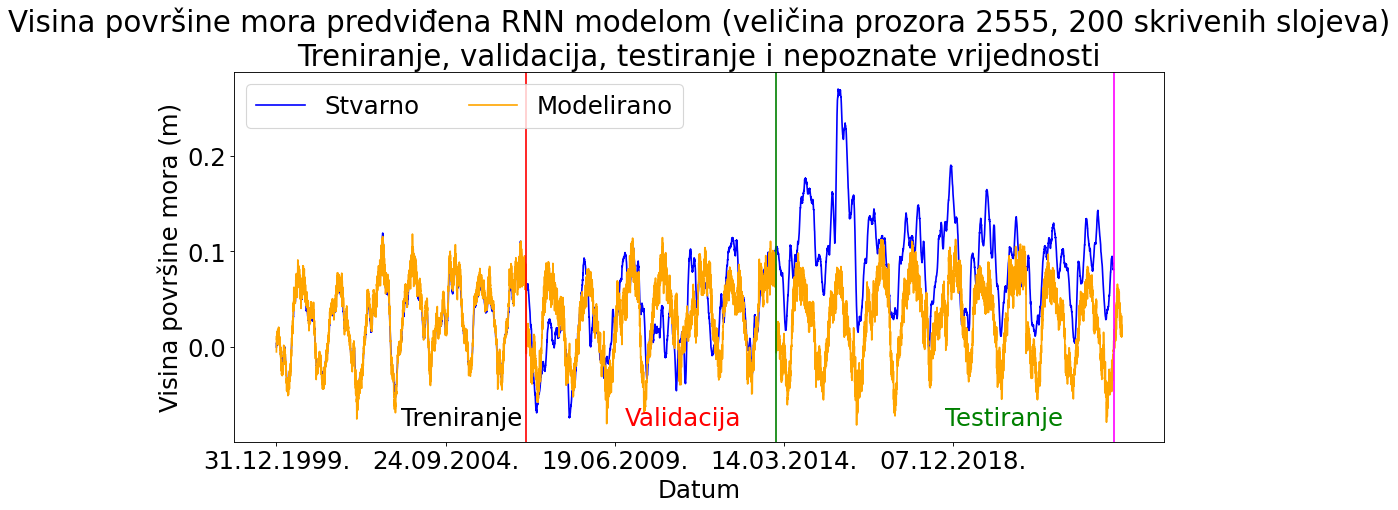 Visina površine mora predviđena RNN modelom (veličina prozora 2555, 200 skrivenih slojeva)
Treniranje, validacija, testiranje i nepoznate vrijednosti
Stvarno Modelirano
Visina površine mora (m)
0.2
0.1
0.0
Treniranje Validacija Testiranje
31.12.1999. 24.09.2004. 19.06.2009. 14.03.2014. 07.12.2018.
Datum